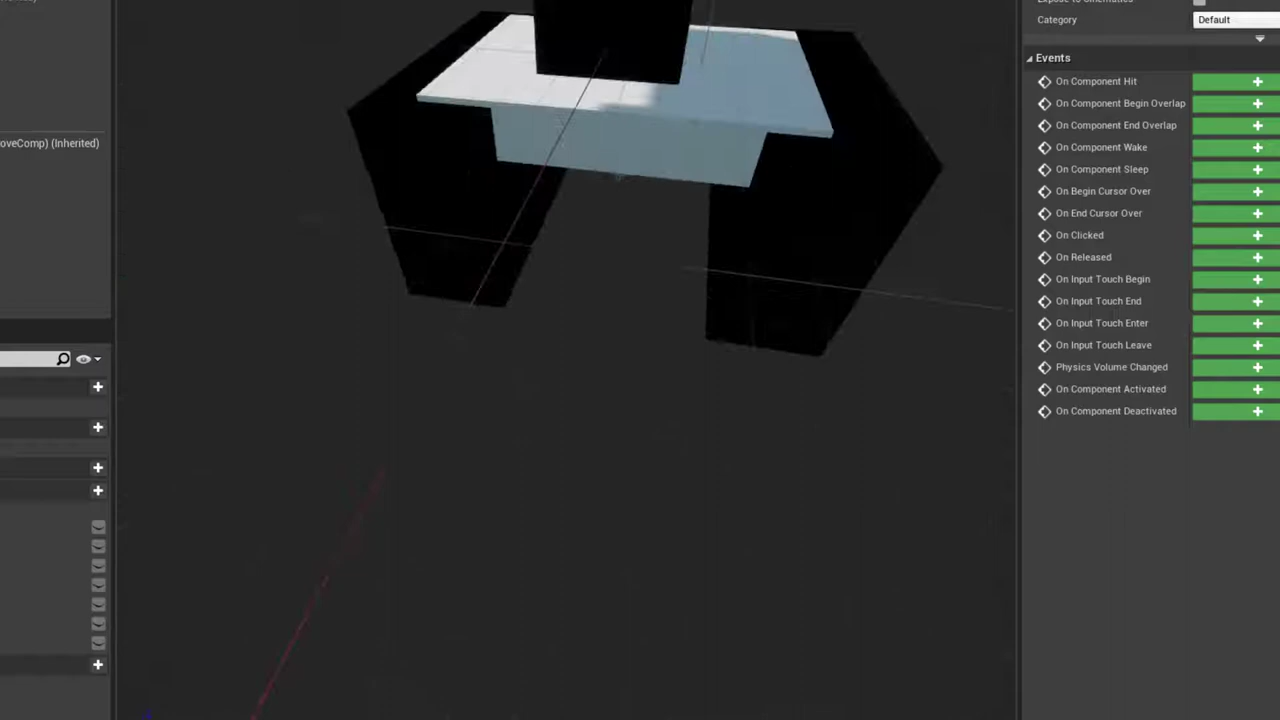 oveComp) (Inherited)
Category
Default
Events
On Component Hit
On Component Begin Overlap
On Component End Overlap
On Component Wake
On Component Sleep
On Begin Cursor Over
On End Cursor Over
On Clicked
On Released
On Input Touch Begin
On Input Touch End
On Input Touch Enter
On Input Touch Leave
Physics Volume Changed
On Component Activated
On Component Deactivated